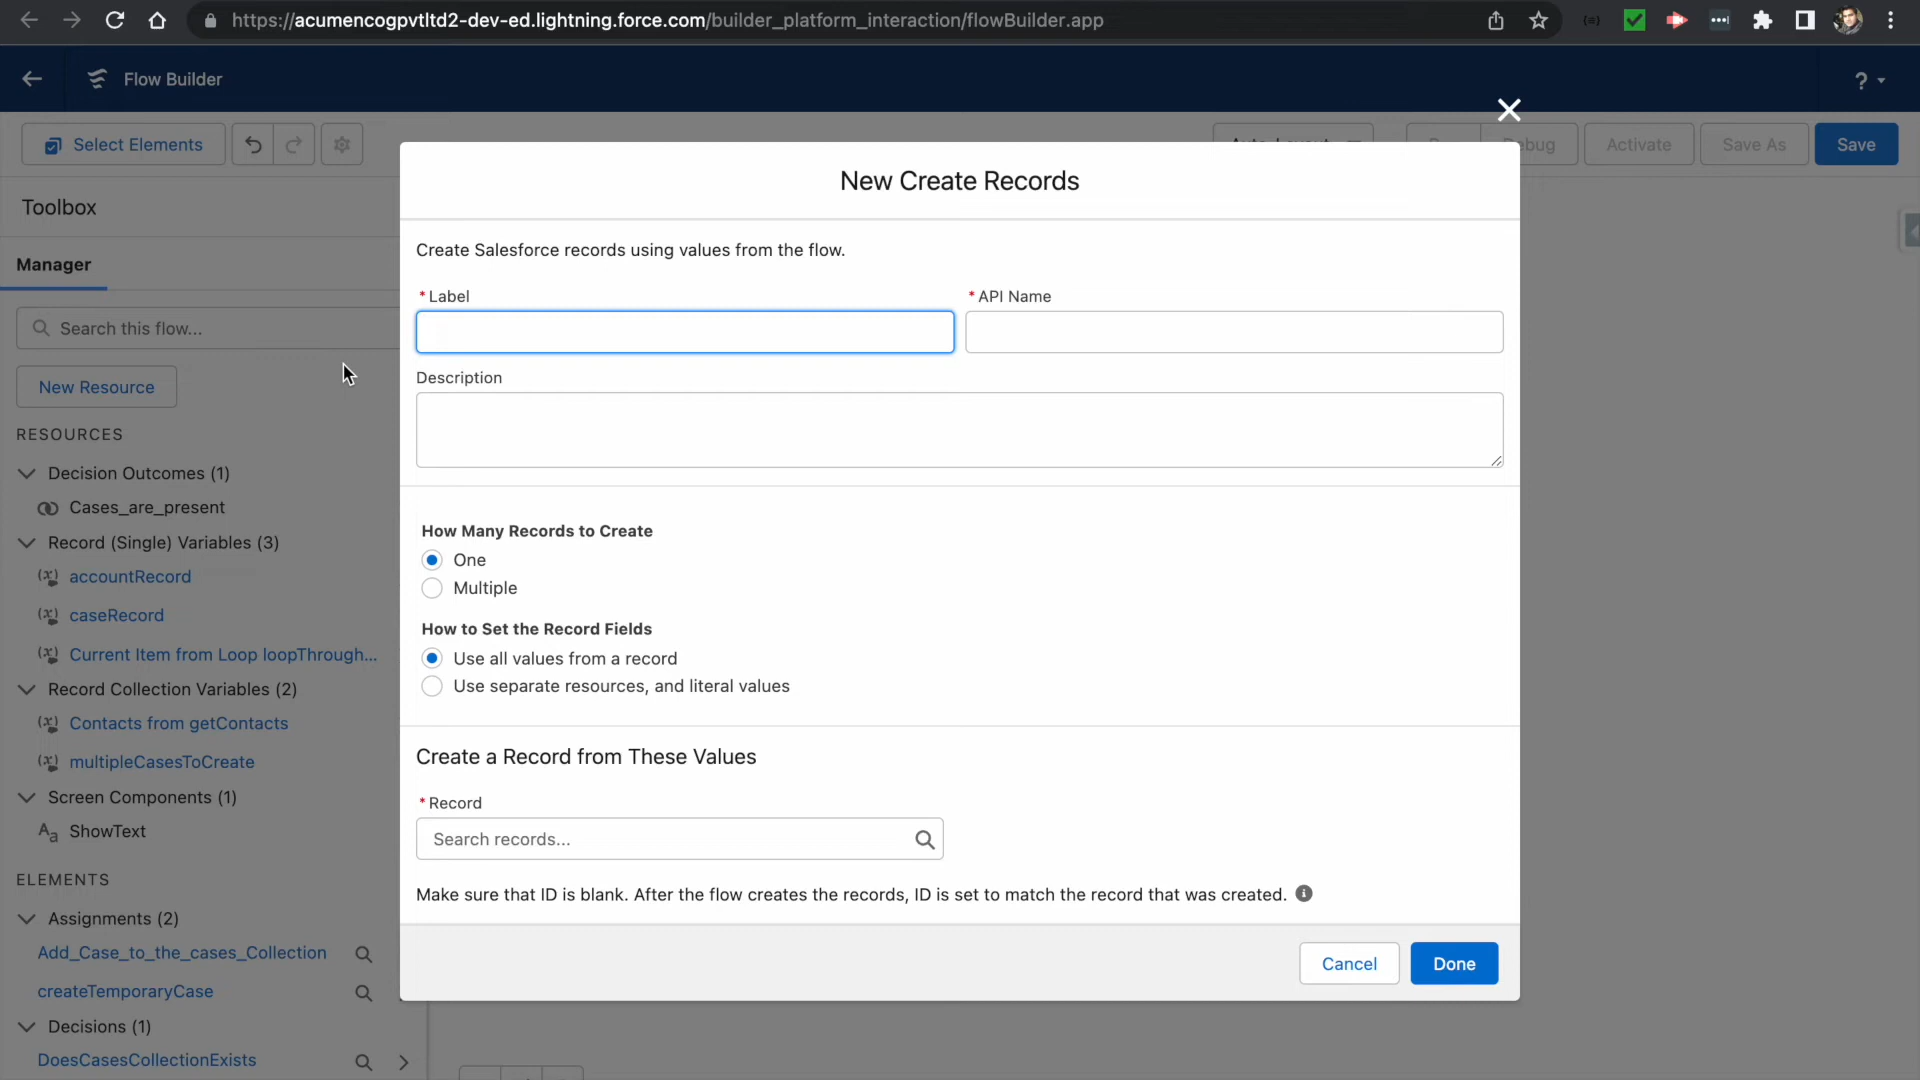 https://acumencogpvtltd2-dev-ed.lightning.force.com/builder_platform_interaction/flowBuilder.app
Flow Builder
?
Select Elements
Debug
Activate
Save As
Save
Toolbox
New Create Records
Manager
Create Salesforce records using values from the flow.
*Label
*API Name
Search this flow...
Description
New Resource
RESOURCES
Decision Outcomes (1)
Cases_are_present
Record (Single) Variables (3)
accountRecord
caseRecord
Current Item from Loop loopThrough...
Record Collection Variables (2)
Contacts from getContacts
multipleCasesToCreate
Screen Components (1)
ShowText
ELEMENTS
Assignments (2)
Add_Case_to_the_cases_Collection
createTemporaryCase
Decisions (1)
DoesCasesCollectionExists
How Many Records to Create
One
Multiple
How to Set the Record Fields
Use all values from a record
Use separate resources, and literal values
Create a Record from These Values
*Record
Search records...
Make sure that ID is blank. After the flow creates the records, ID is set to match the record that was created.
Cancel
Done